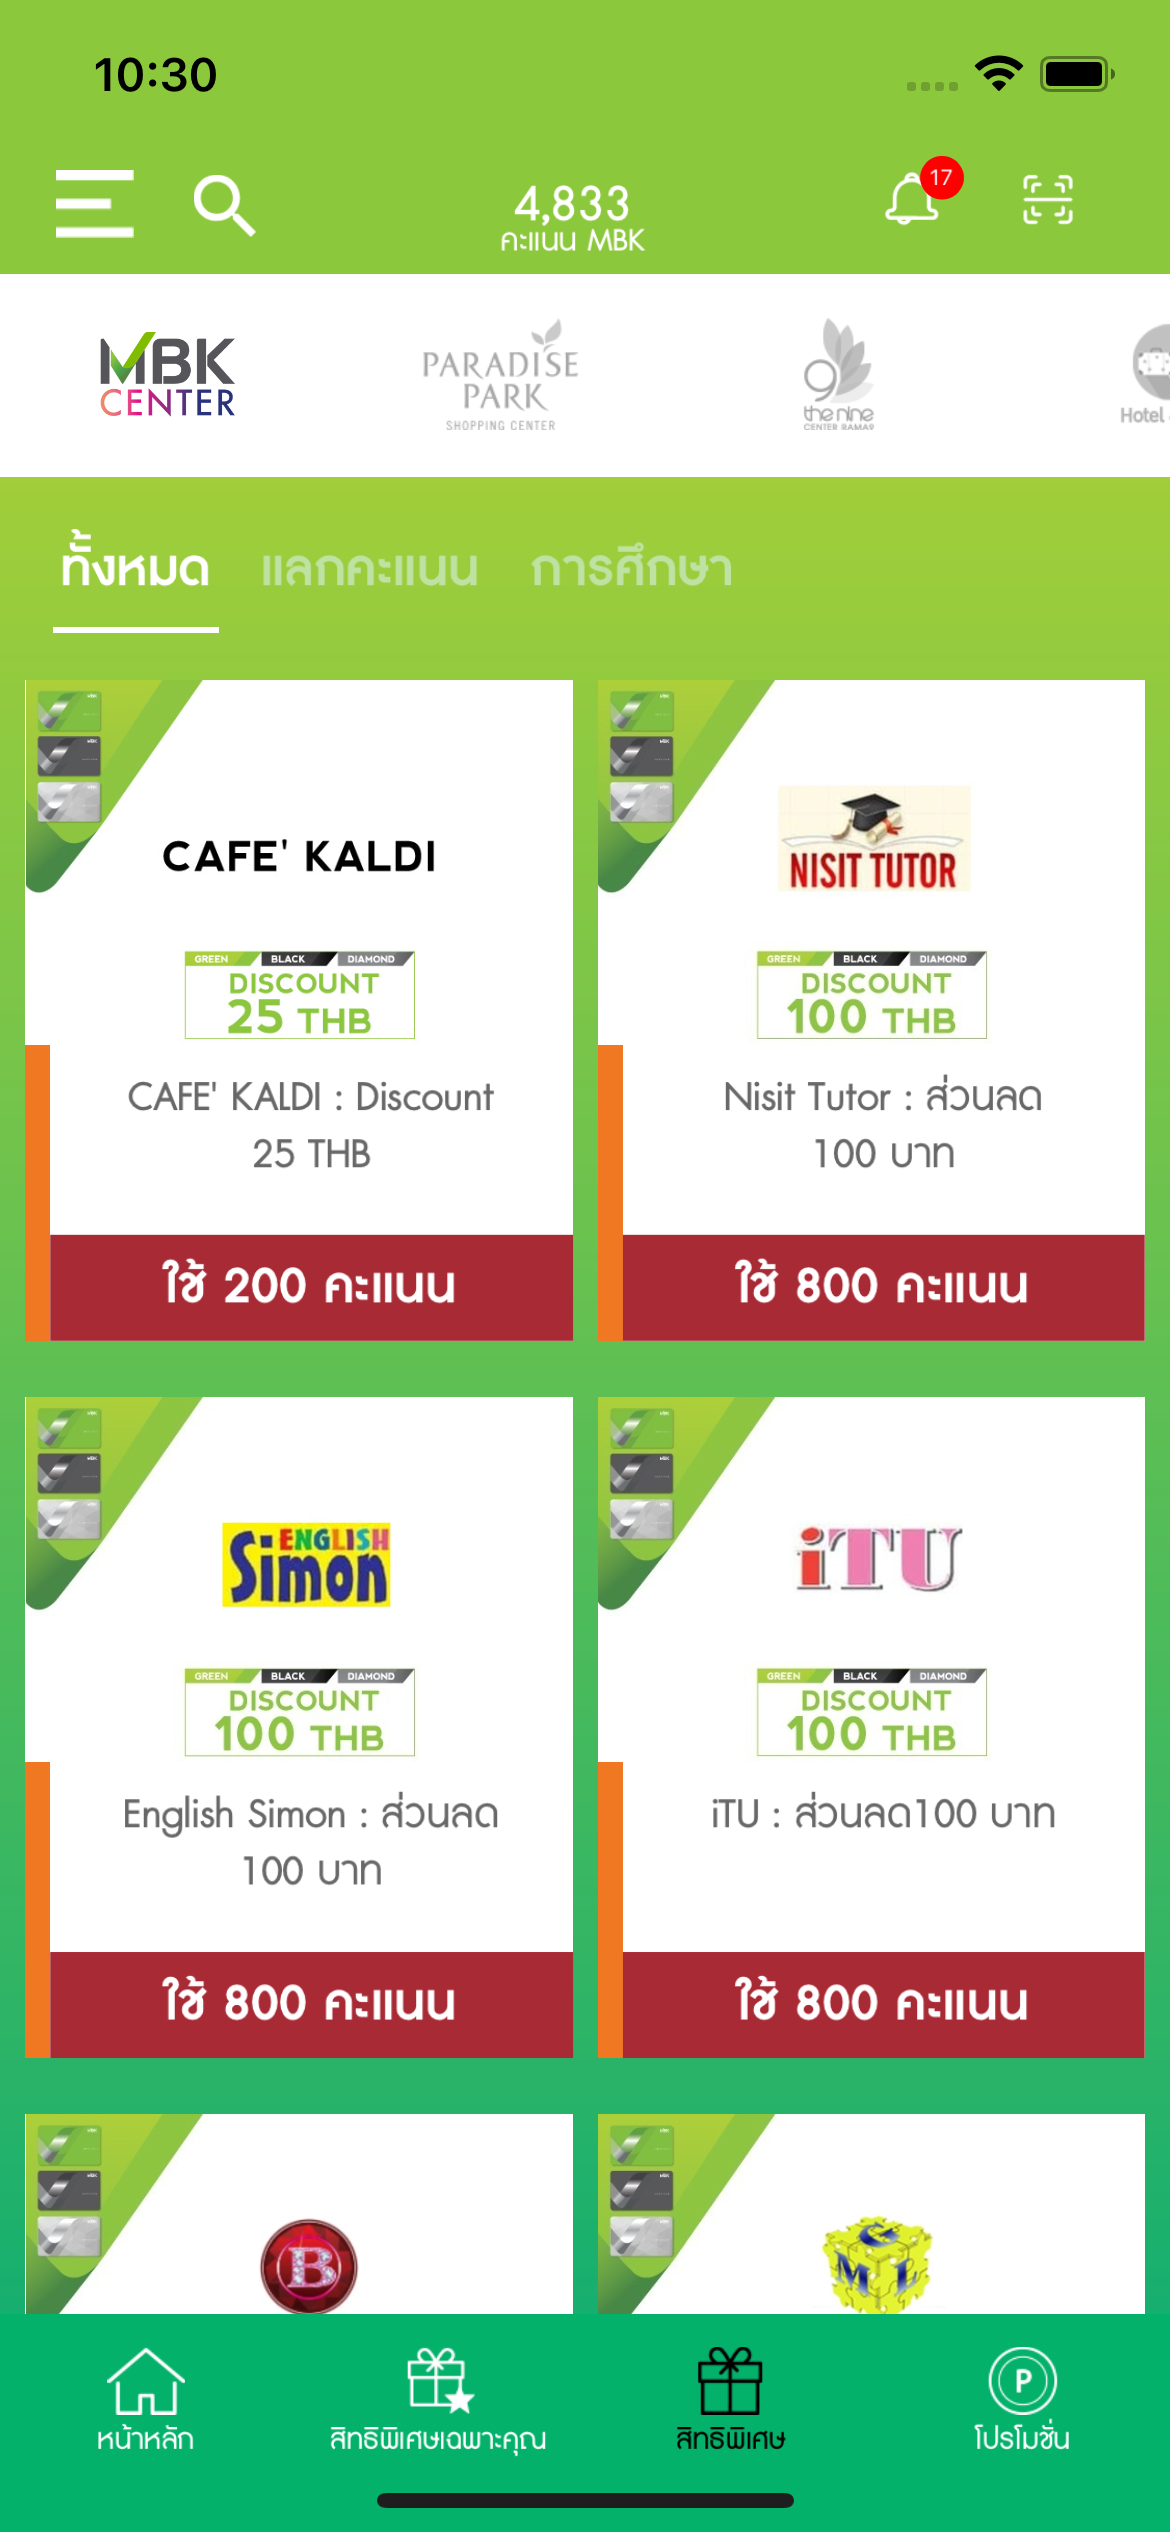 10:30
17
4,833
คะแนน MBK
MBK
CENTER
PARADISE
PARK
SHOPPING CENTER
9
the nine
CENTER RAMA9
Hotel
ทั้งหมด
แลกคะแนน
การศึกษา
CAFE' KALDI
GREEN BLACK DIAMOND
DISCOUNT
25 THB
CAFE' KALDI : Discount
25 THB
ใช้ 200 คะแนน
NISIT TUTOR
GREEN BLACK DIAMOND
DISCOUNT
100 THB
Nisit Tutor : ส่วนลด
100 บาท
ใช้ 800 คะแนน
ENGLISH
Simon
GREEN BLACK DIAMOND
DISCOUNT
100 THB
English Simon : ส่วนลด
100 บาท
ใช้ 800 คะแนน
iTU
GREEN BLACK DIAMOND
DISCOUNT
100 THB
iTU : ส่วนลด100 บาท
ใช้ 800 คะแนน
B
G
M L
หน้าหลัก
สิทธิพิเศษเฉพาะคุณ
สิทธิพิเศษ
P
โปรโมชั่น